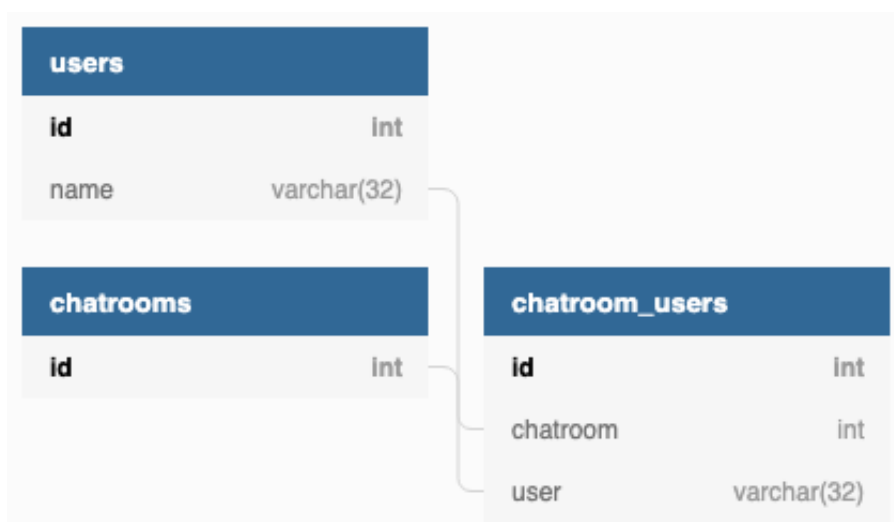 users
id int
name varchar(32)
chatrooms
id int
chatroom_users
id int
chatroom int
user varchar(32)